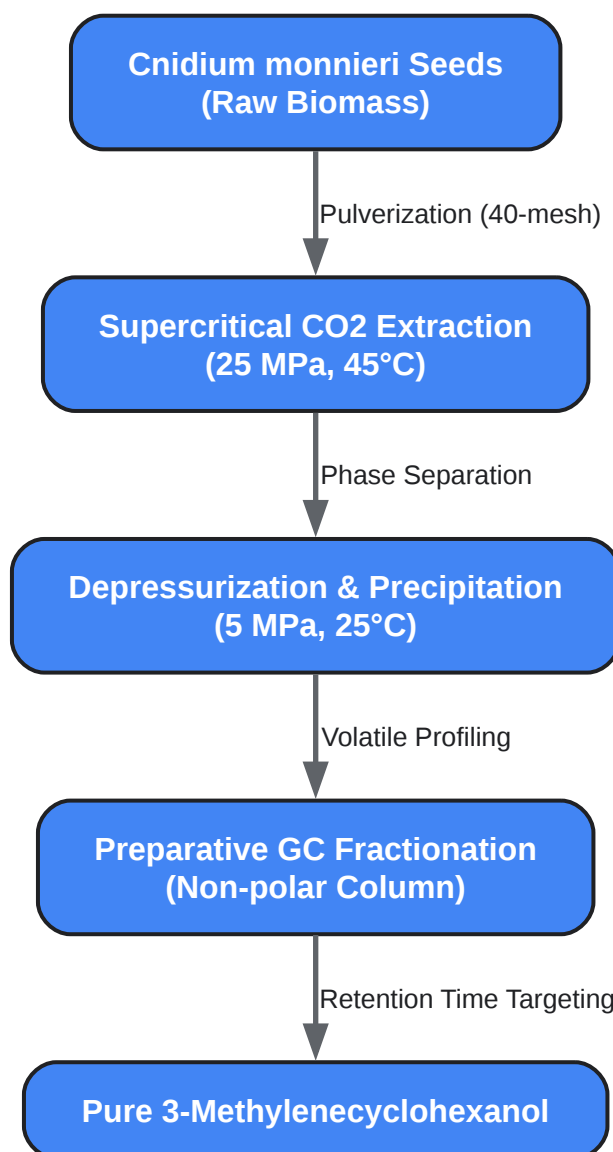 Cnidium monnieri Seeds
(Raw Biomass)
Pulverization (40-mesh)
Supercritical CO2 Extraction
(25 MPa, 45°C)
Phase Separation
Depressurization & Precipitation
(5 MPa, 25°C)
Volatile Profiling
Preparative GC Fractionation
(Non-polar Column)
Retention Time Targeting
Pure 3-Methylenecyclohexanol